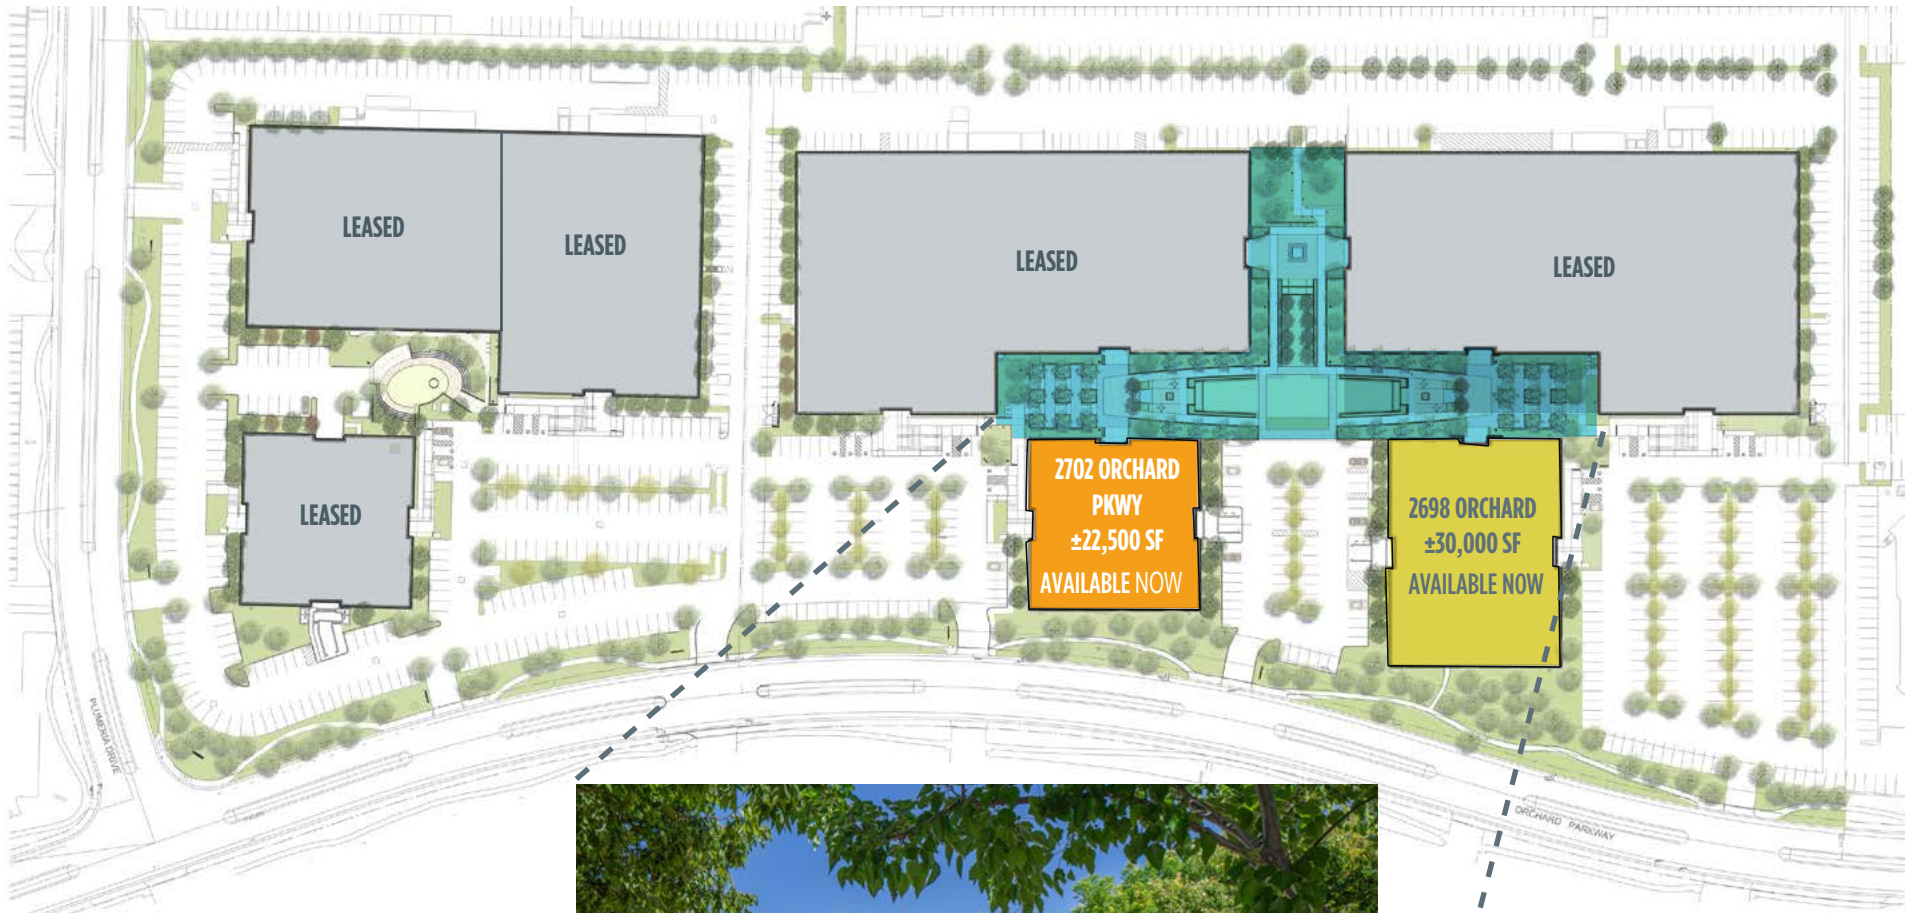 LEASED
LEASED
LEASED
LEASED
LEASED
2702 ORCHARD
PKWY
±22,500 SF
AVAILABLE NOW
2698 ORCHARD
±30,000 SF
AVAILABLE NOW
PLUMERIA DRIVE
ORCHARD PARKWAY